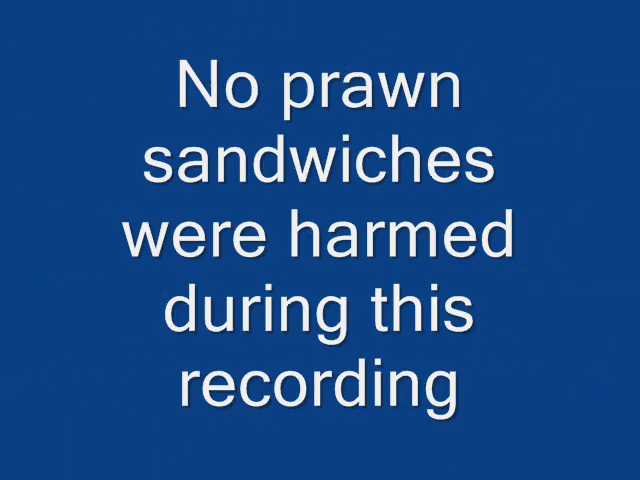 No prawn
sandwiches
were harmed
during this
recording